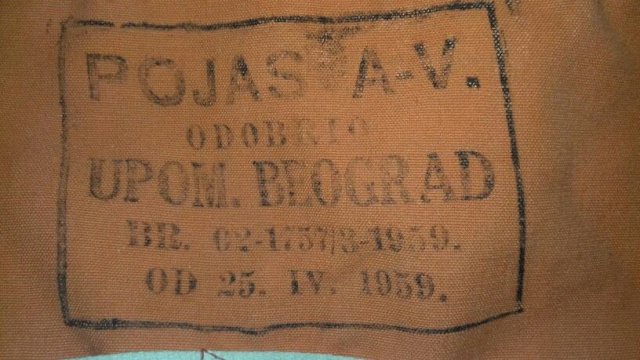 POJAS A-V.
ODOBRIO
UPOM. BEOGRAD
BR. 02-1757/3-1959.
OD 25. IV. 1959.